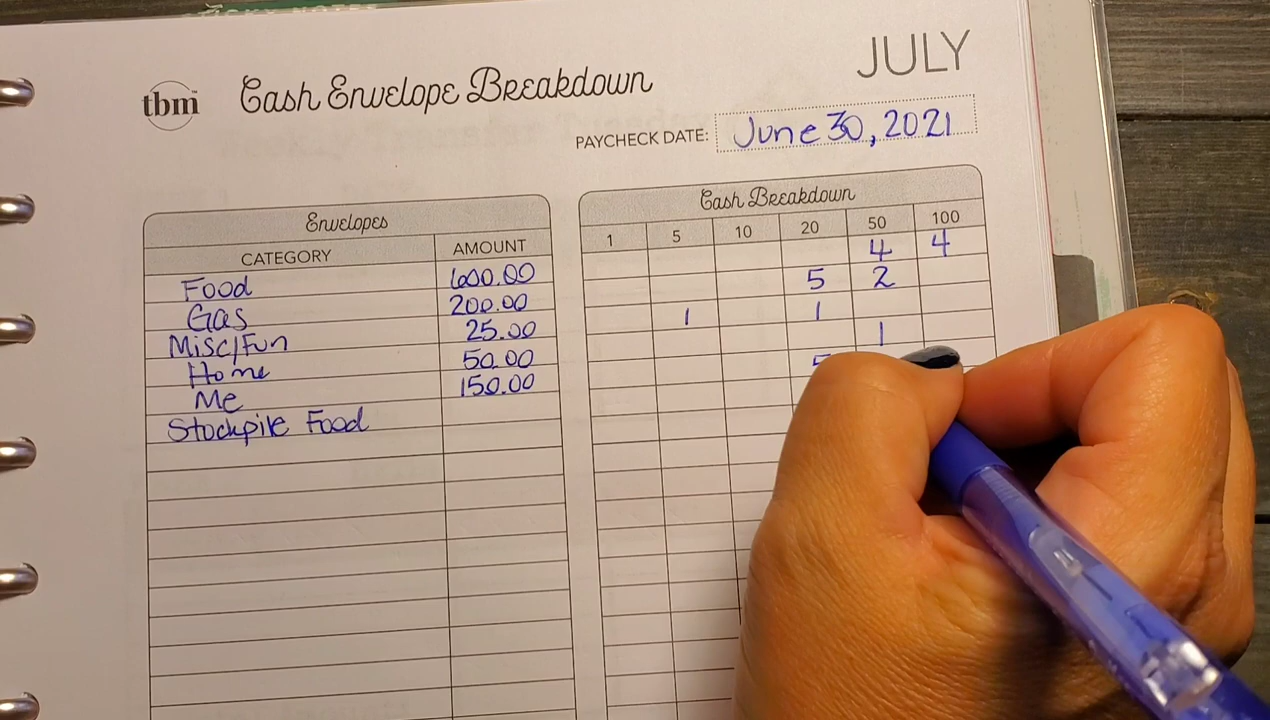 JULY
tbm Cash Envelope Breakdown
PAYCHECK DATE: June 30, 2021
Envelopes
CATEGORY AMOUNT
Food 600.00
Gas 200.00
Misc/Fun 25.00
Home 50.00
Me 150.00
Stockpile Food
Cash Breakdown
1 5 10 20 50 100
4 4
5 2
1 1
1
5